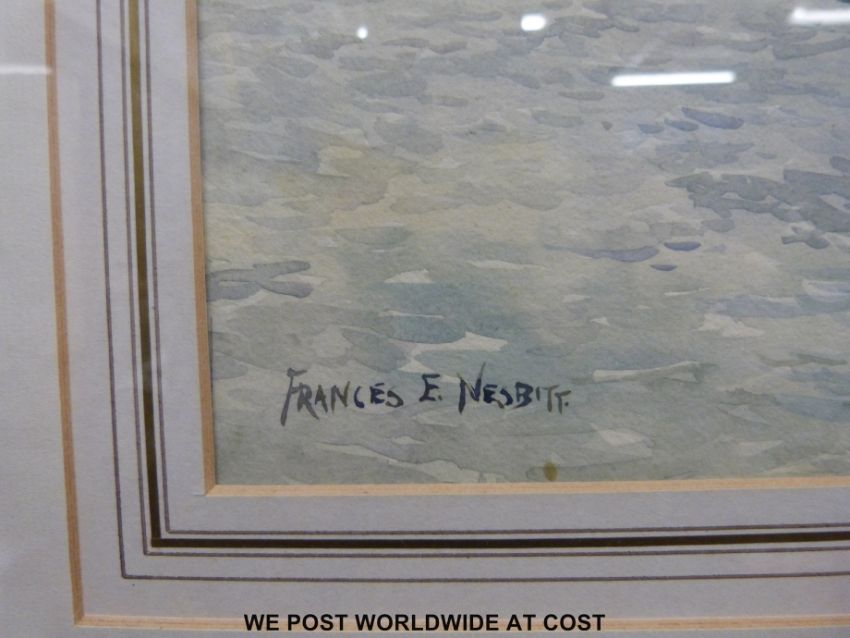 FRANCES E. NESBITT.
WE POST WORLDWIDE AT COST